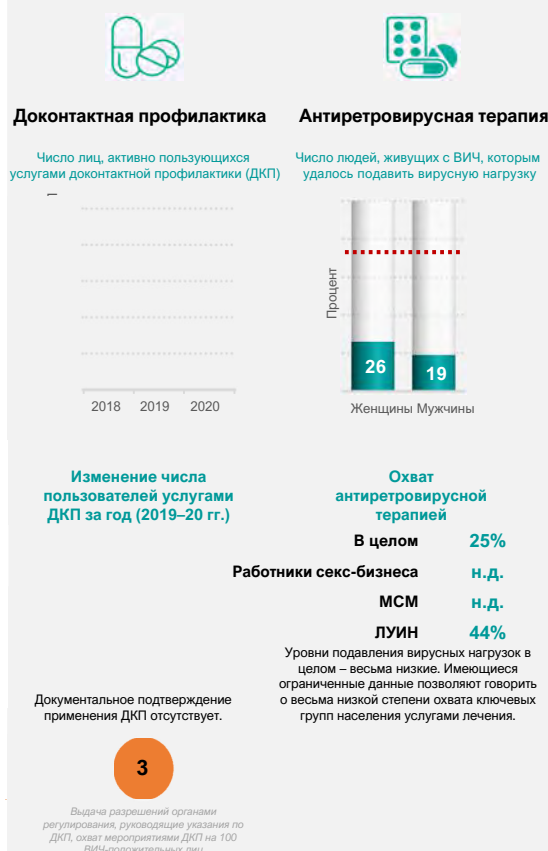 Доконтактная профилактика
Число лиц, активно пользующихся
услугами доконтактной профилактики (ДКП)
2018 2019 2020
Изменение числа
пользователей услугами
ДКП за год (2019–20 гг.)
Документальное подтверждение
применения ДКП отсутствует.
3
Выдача разрешений органами
регулирования, руководящие указания по
ДКП, охват мероприятиями ДКП на 100
ВИЧ-положительных лиц
Антиретровирусная терапия
Число людей, живущих с ВИЧ, которым
удалось подавить вирусную нагрузку
Процент
26
19
Женщины Мужчины
Охват
антиретровирусной
терапией
В целом 25%
Работники секс-бизнеса н.д.
МСМ н.д.
ЛУИН 44%
Уровни подавления вирусных нагрузок в
целом – весьма низкие. Имеющиеся
ограниченные данные позволяют говорить
о весьма низкой степени охвата ключевых
групп населения услугами лечения.